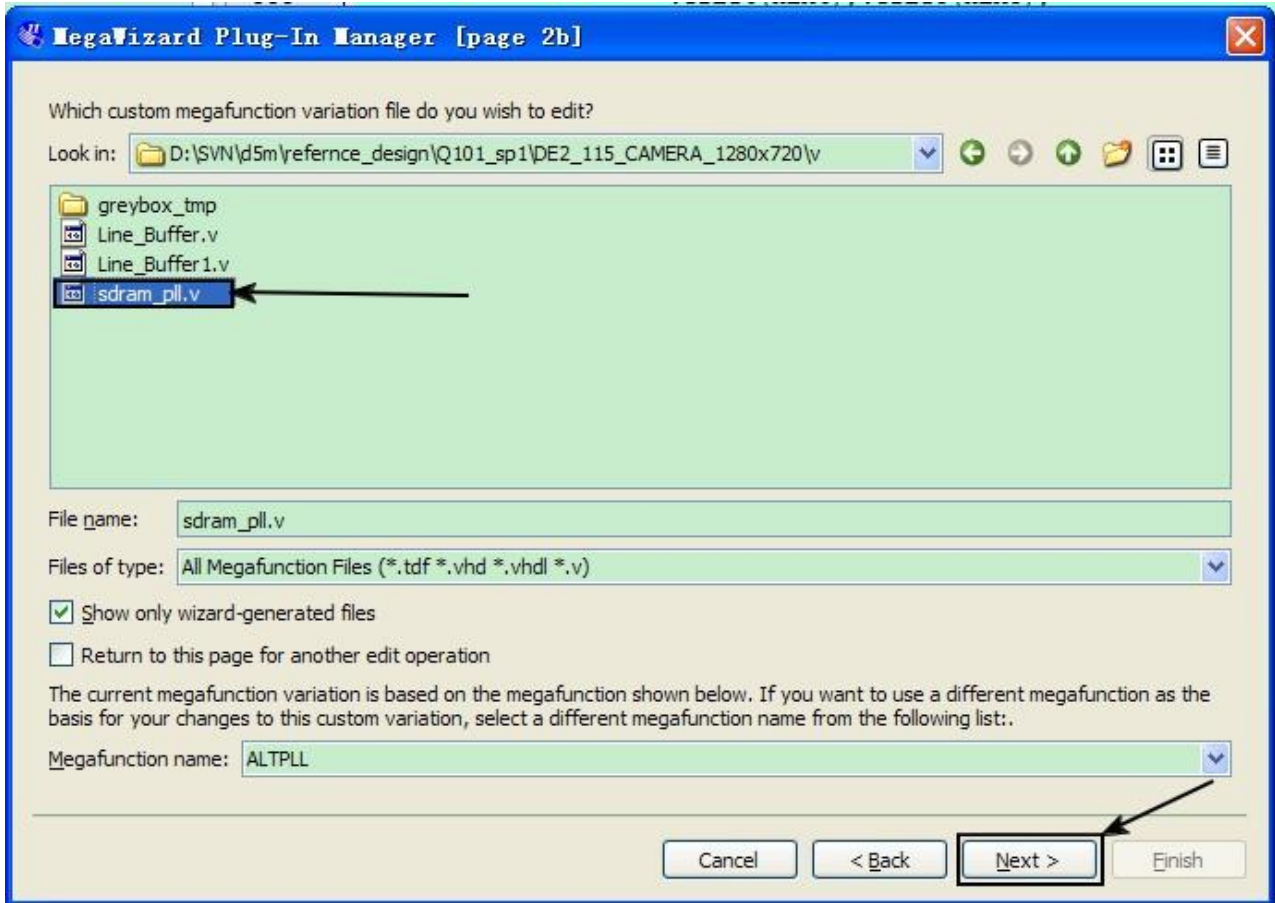 MegaWizard Plug-In Manager [page 2b]
Which custom megafunction variation file do you wish to edit?
Look in: D:\SVN\d5m\refernce_design\Q101_sp1\DE2_115_CAMERA_1280x720\v
greybox_tmp
Line_Buffer.v
Line_Buffer1.v
sdram_pll.v
File name: sdram_pll.v
Files of type: All Megafunction Files (*.tdf *.vhd *.vhdl *.v)
Show only wizard-generated files
Return to this page for another edit operation
The current megafunction variation is based on the megafunction shown below. If you want to use a different megafunction as the
basis for your changes to this custom variation, select a different megafunction name from the following list:.
Megafunction name: ALTPLL
Cancel < Back Next > Finish